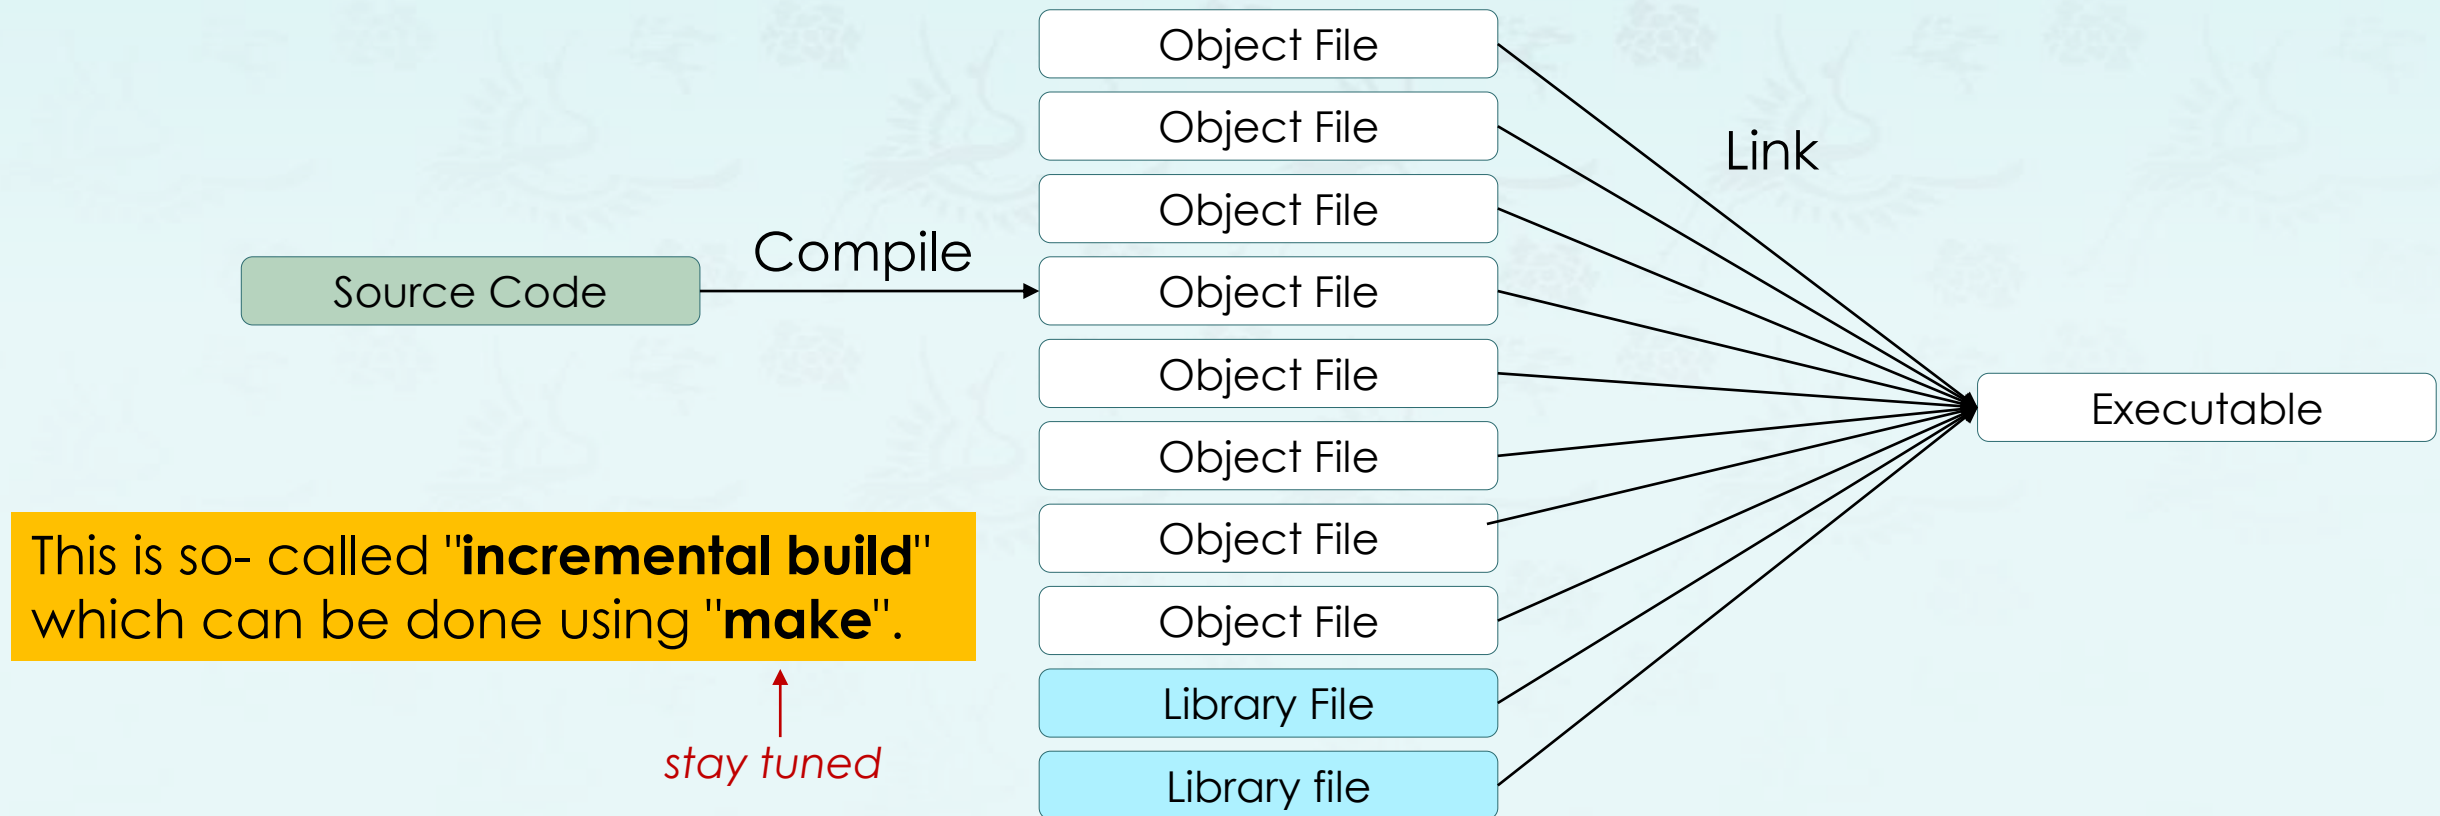 Object File
Object File
Link
Object File
Compile
Source Code
Object File
Object File
Executable
Object File
Object File
This is so- called "incremental build"
which can be done using "make".
Object File
Library File
stay tuned
Library file